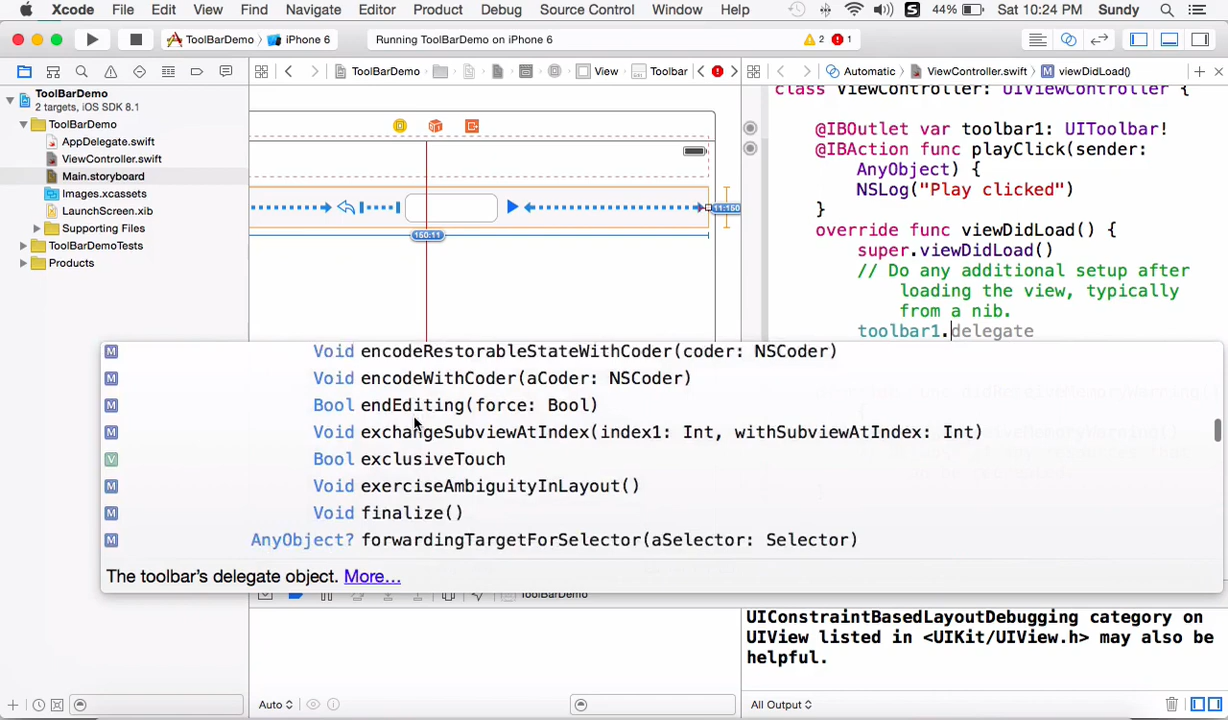 Xcode File Edit View Find Navigate Editor Product Debug Source Control Window Help 44% Sat 10:24 PM Sundy
ToolBarDemo iPhone 6 Running ToolBarDemo on iPhone 6 2 1
ToolBarDemo View Toolbar Automatic ViewController.swift viewDidLoad()
ToolBarDemo
2 targets, iOS SDK 8.1
ToolBarDemo
AppDelegate.swift
ViewController.swift
Main.storyboard
Images.xcassets
LaunchScreen.xib
Supporting Files
ToolBarDemoTests
Products
150:11
11:150
class ViewController: UIViewController {
@IBOutlet var toolbar1: UIToolbar!
@IBAction func playClick(sender:
AnyObject) {
NSLog("Play clicked")
}
override func viewDidLoad() {
super.viewDidLoad()
// Do any additional setup after
loading the view, typically
from a nib.
toolbar1.delegate
M Void encodeRestorableStateWithCoder(coder: NSCoder)
M Void encodeWithCoder(aCoder: NSCoder)
M Bool endEditing(force: Bool)
M Void exchangeSubviewAtIndex(index1: Int, withSubviewAtIndex: Int)
V Bool exclusiveTouch
M Void exerciseAmbiguityInLayout()
M Void finalize()
M AnyObject? forwardingTargetForSelector(aSelector: Selector)
The toolbar's delegate object. More...
ToolBarDemo
UIConstraintBasedLayoutDebugging category on
UIView listed in <UIKit/UIView.h> may also be
helpful.
Auto
All Output